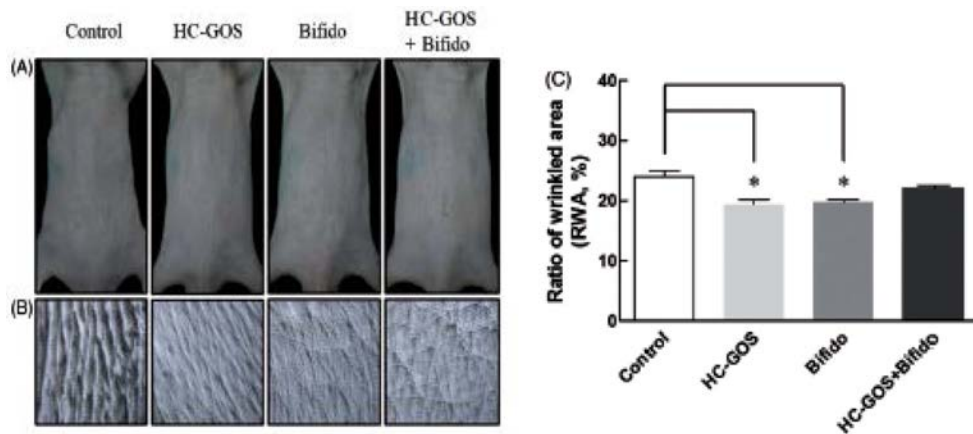 Control
HC-GOS
Bifido
HC-GOS
+ Bifido
(A)
(B)
(C)
Ratio of wrinkled area
(RWA, %)
40
30
20
10
0
*
*
Control
HC-GOS
Bifido
HC-GOS+Bifido